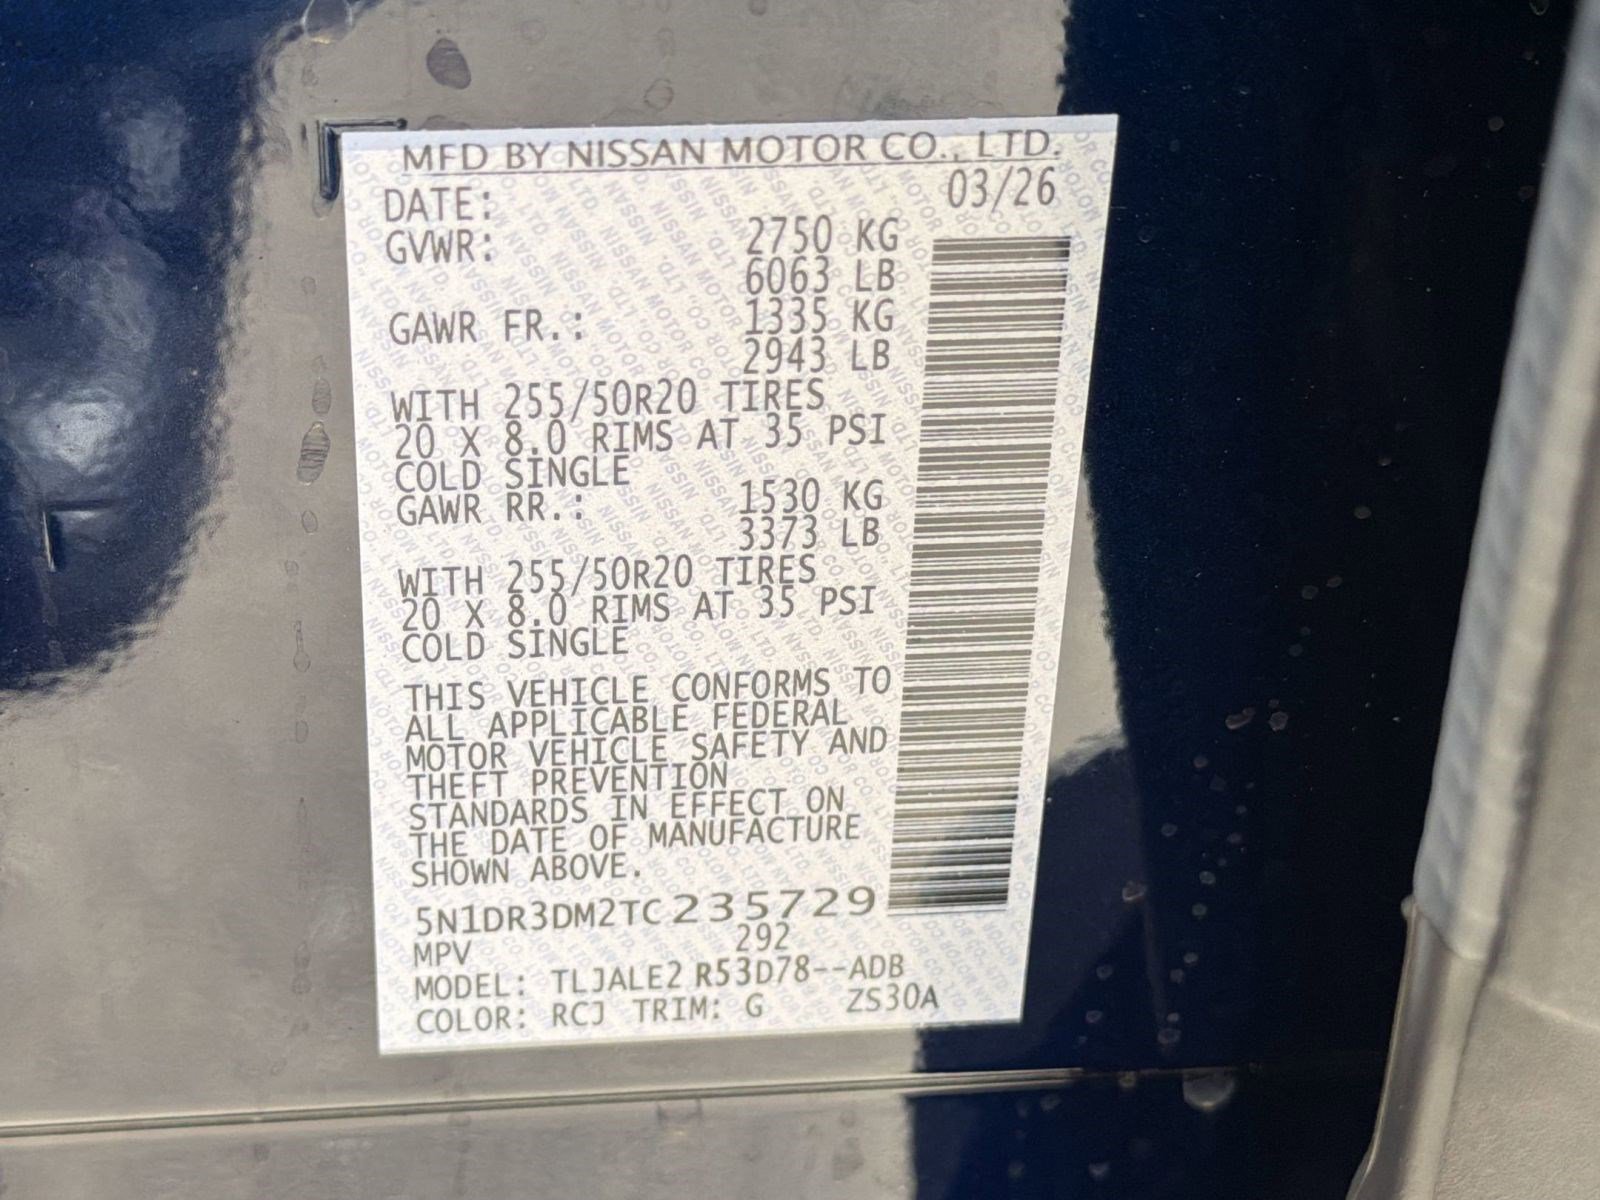 MFD BY NISSAN MOTOR CO., LTD.
DATE: 03/26
GVWR: 2750 KG
6063 LB
GAWR FR.: 1335 KG
2943 LB
WITH 255/50R20 TIRES
20 X 8.0 RIMS AT 35 PSI
COLD SINGLE
GAWR RR.: 1530 KG
3373 LB
WITH 255/50R20 TIRES
20 X 8.0 RIMS AT 35 PSI
COLD SINGLE
THIS VEHICLE CONFORMS TO
ALL APPLICABLE FEDERAL
MOTOR VEHICLE SAFETY AND
THEFT PREVENTION
STANDARDS IN EFFECT ON
THE DATE OF MANUFACTURE
SHOWN ABOVE.
5N1DR3DM2TC235729
MPV 292
MODEL: TLJALE2 R53D78--ADB
COLOR: RCJ TRIM: G ZS30A